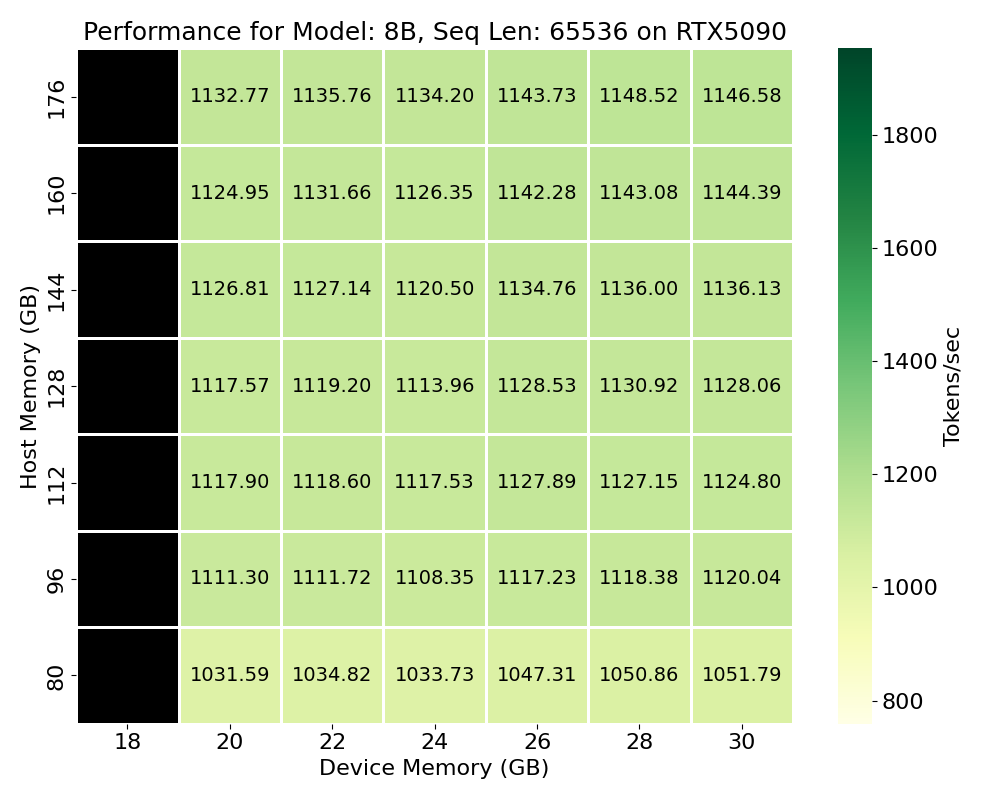 Performance for Model: 8B, Seq Len: 65536 on RTX5090
176 1132.77 1135.76 1134.20 1143.73 1148.52 1146.58
160 1124.95 1131.66 1126.35 1142.28 1143.08 1144.39
144 1126.81 1127.14 1120.50 1134.76 1136.00 1136.13
128 1117.57 1119.20 1113.96 1128.53 1130.92 1128.06
112 1117.90 1118.60 1117.53 1127.89 1127.15 1124.80
96 1111.30 1111.72 1108.35 1117.23 1118.38 1120.04
80 1031.59 1034.82 1033.73 1047.31 1050.86 1051.79
18 20 22 24 26 28 30
Device Memory (GB)
Host Memory (GB)
1800
1600
1400
1200
1000
800
Tokens/sec